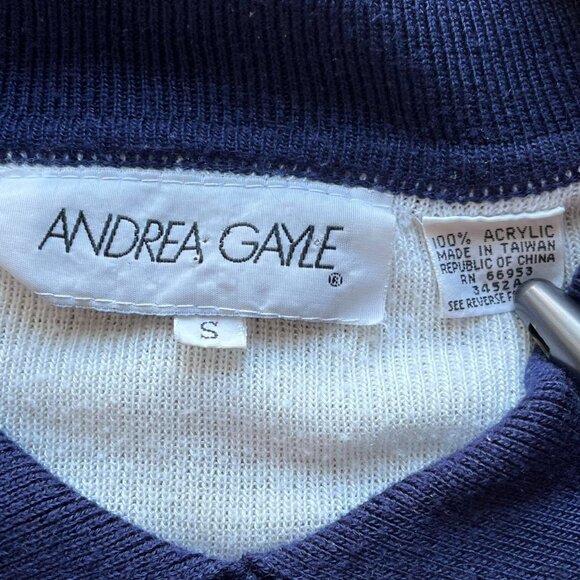 ANDREA GAYLE
®
S
100% ACRYLIC
MADE IN TAIWAN
REPUBLIC OF CHINA
RN 66953
3452A
SEE REVERSE